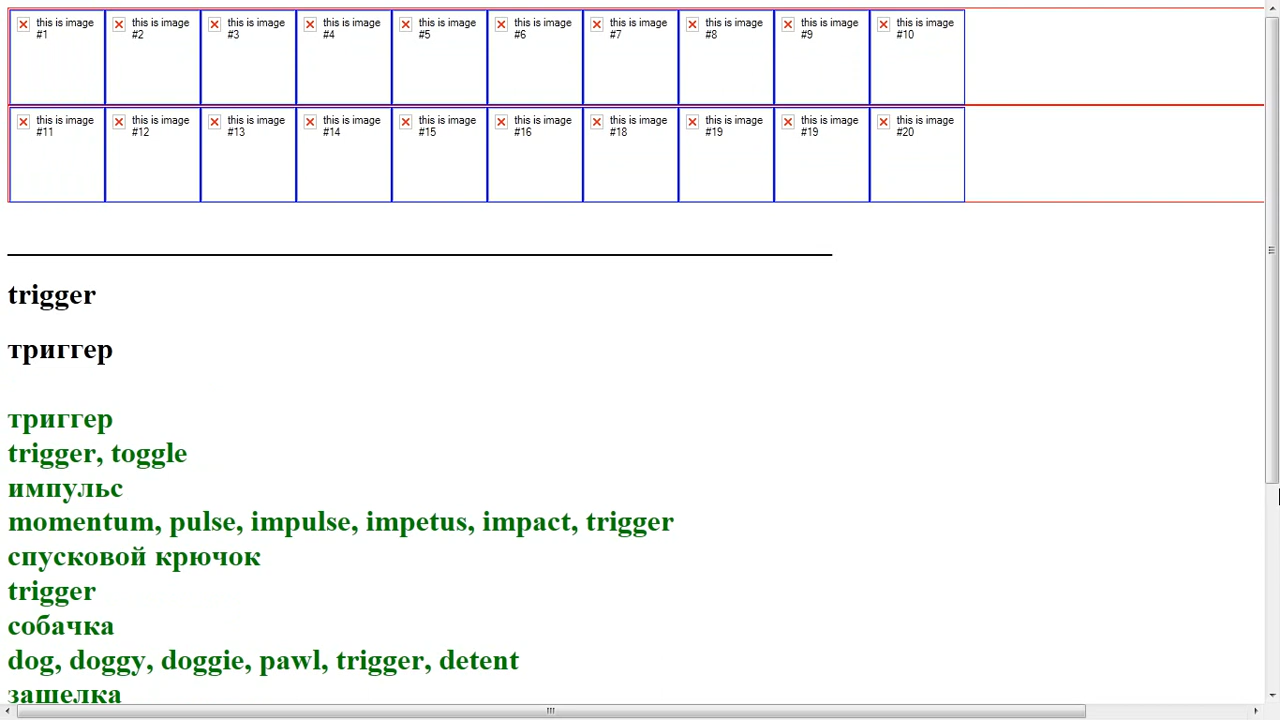 this is image #1 this is image #2 this is image #3 this is image #4 this is image #5 this is image #6 this is image #7 this is image #8 this is image #9 this is image #10
this is image #11 this is image #12 this is image #13 this is image #14 this is image #15 this is image #16 this is image #18 this is image #19 this is image #19 this is image #20
trigger
триггер
триггер
trigger, toggle
импульс
momentum, pulse, impulse, impetus, impact, trigger
спусковой крючок
trigger
собачка
dog, doggy, doggie, pawl, trigger, detent
защелка